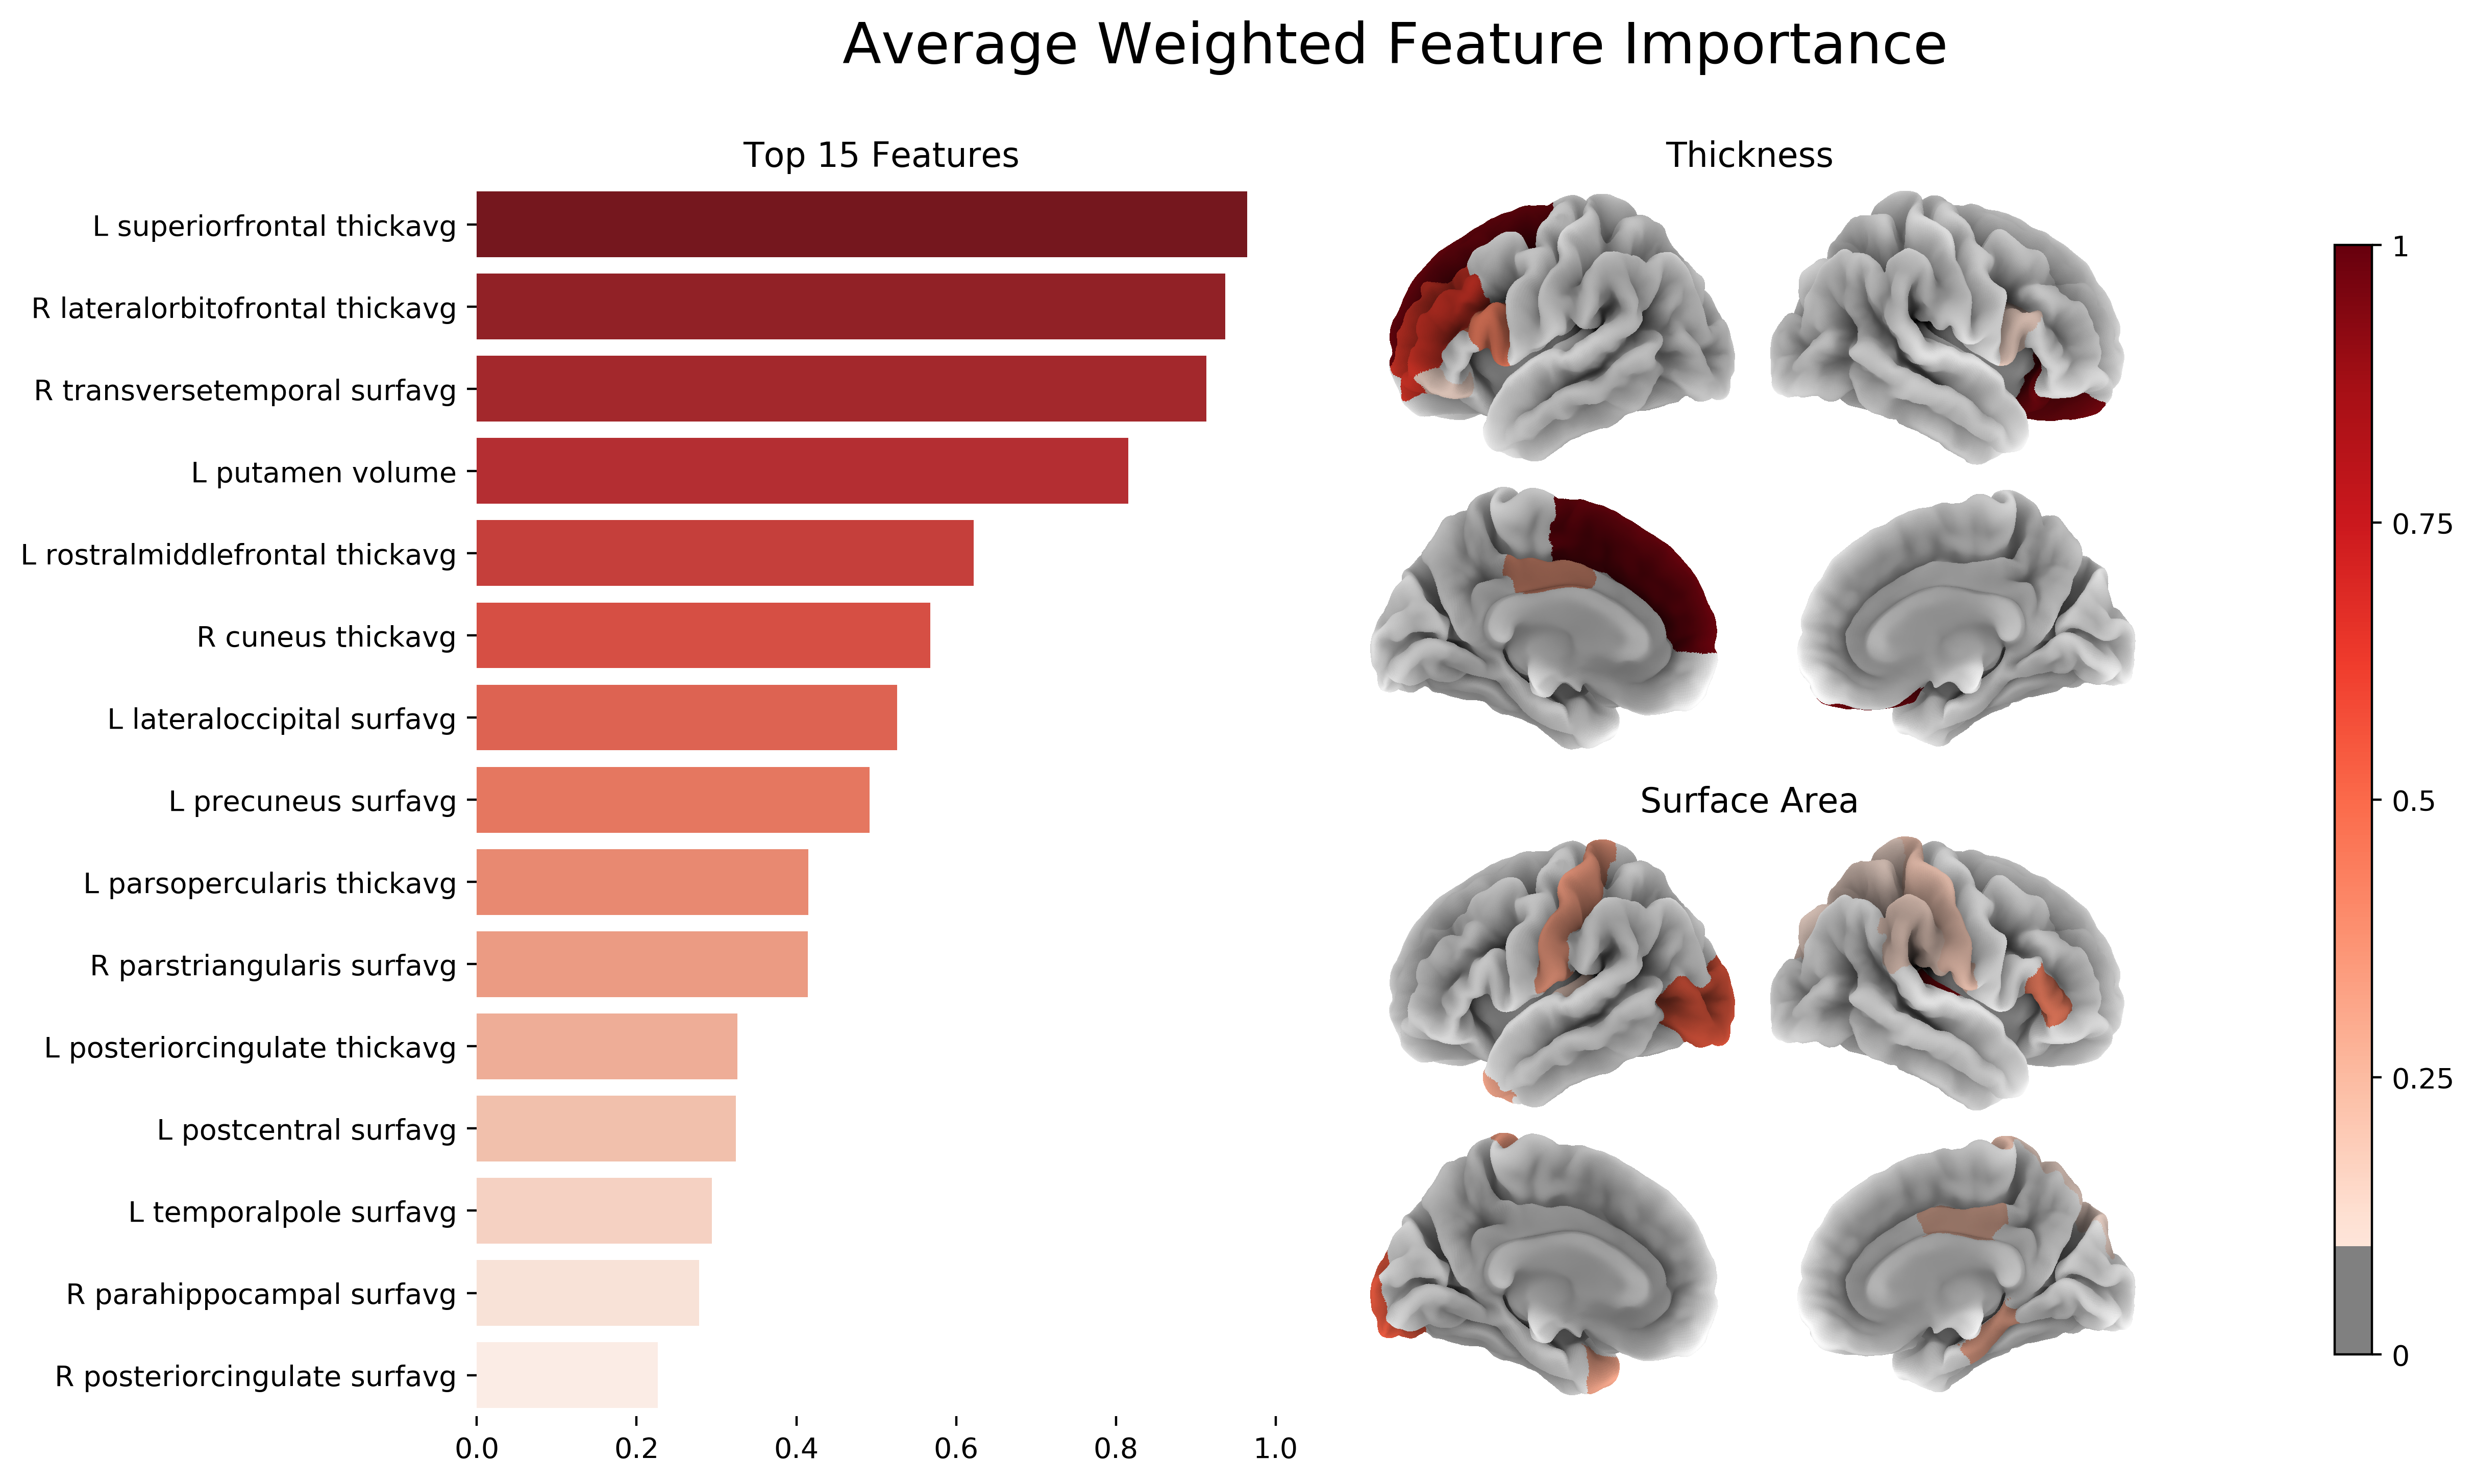 Average Weighted Feature Importance
Top 15 Features
L superiorfrontal thickavg
R lateralorbitofrontal thickavg
R transversetemporal surfavg
L putamen volume
L rostralmiddlefrontal thickavg
R cuneus thickavg
L lateraloccipital surfavg
L precuneus surfavg
L parsopercularis thickavg
R parstriangularis surfavg
L posteriorcingulate thickavg
L postcentral surfavg
L temporalpole surfavg
R parahippocampal surfavg
R posteriorcingulate surfavg
0.0 0.2 0.4 0.6 0.8 1.0
Thickness
Surface Area
1
0.75
0.5
0.25
0